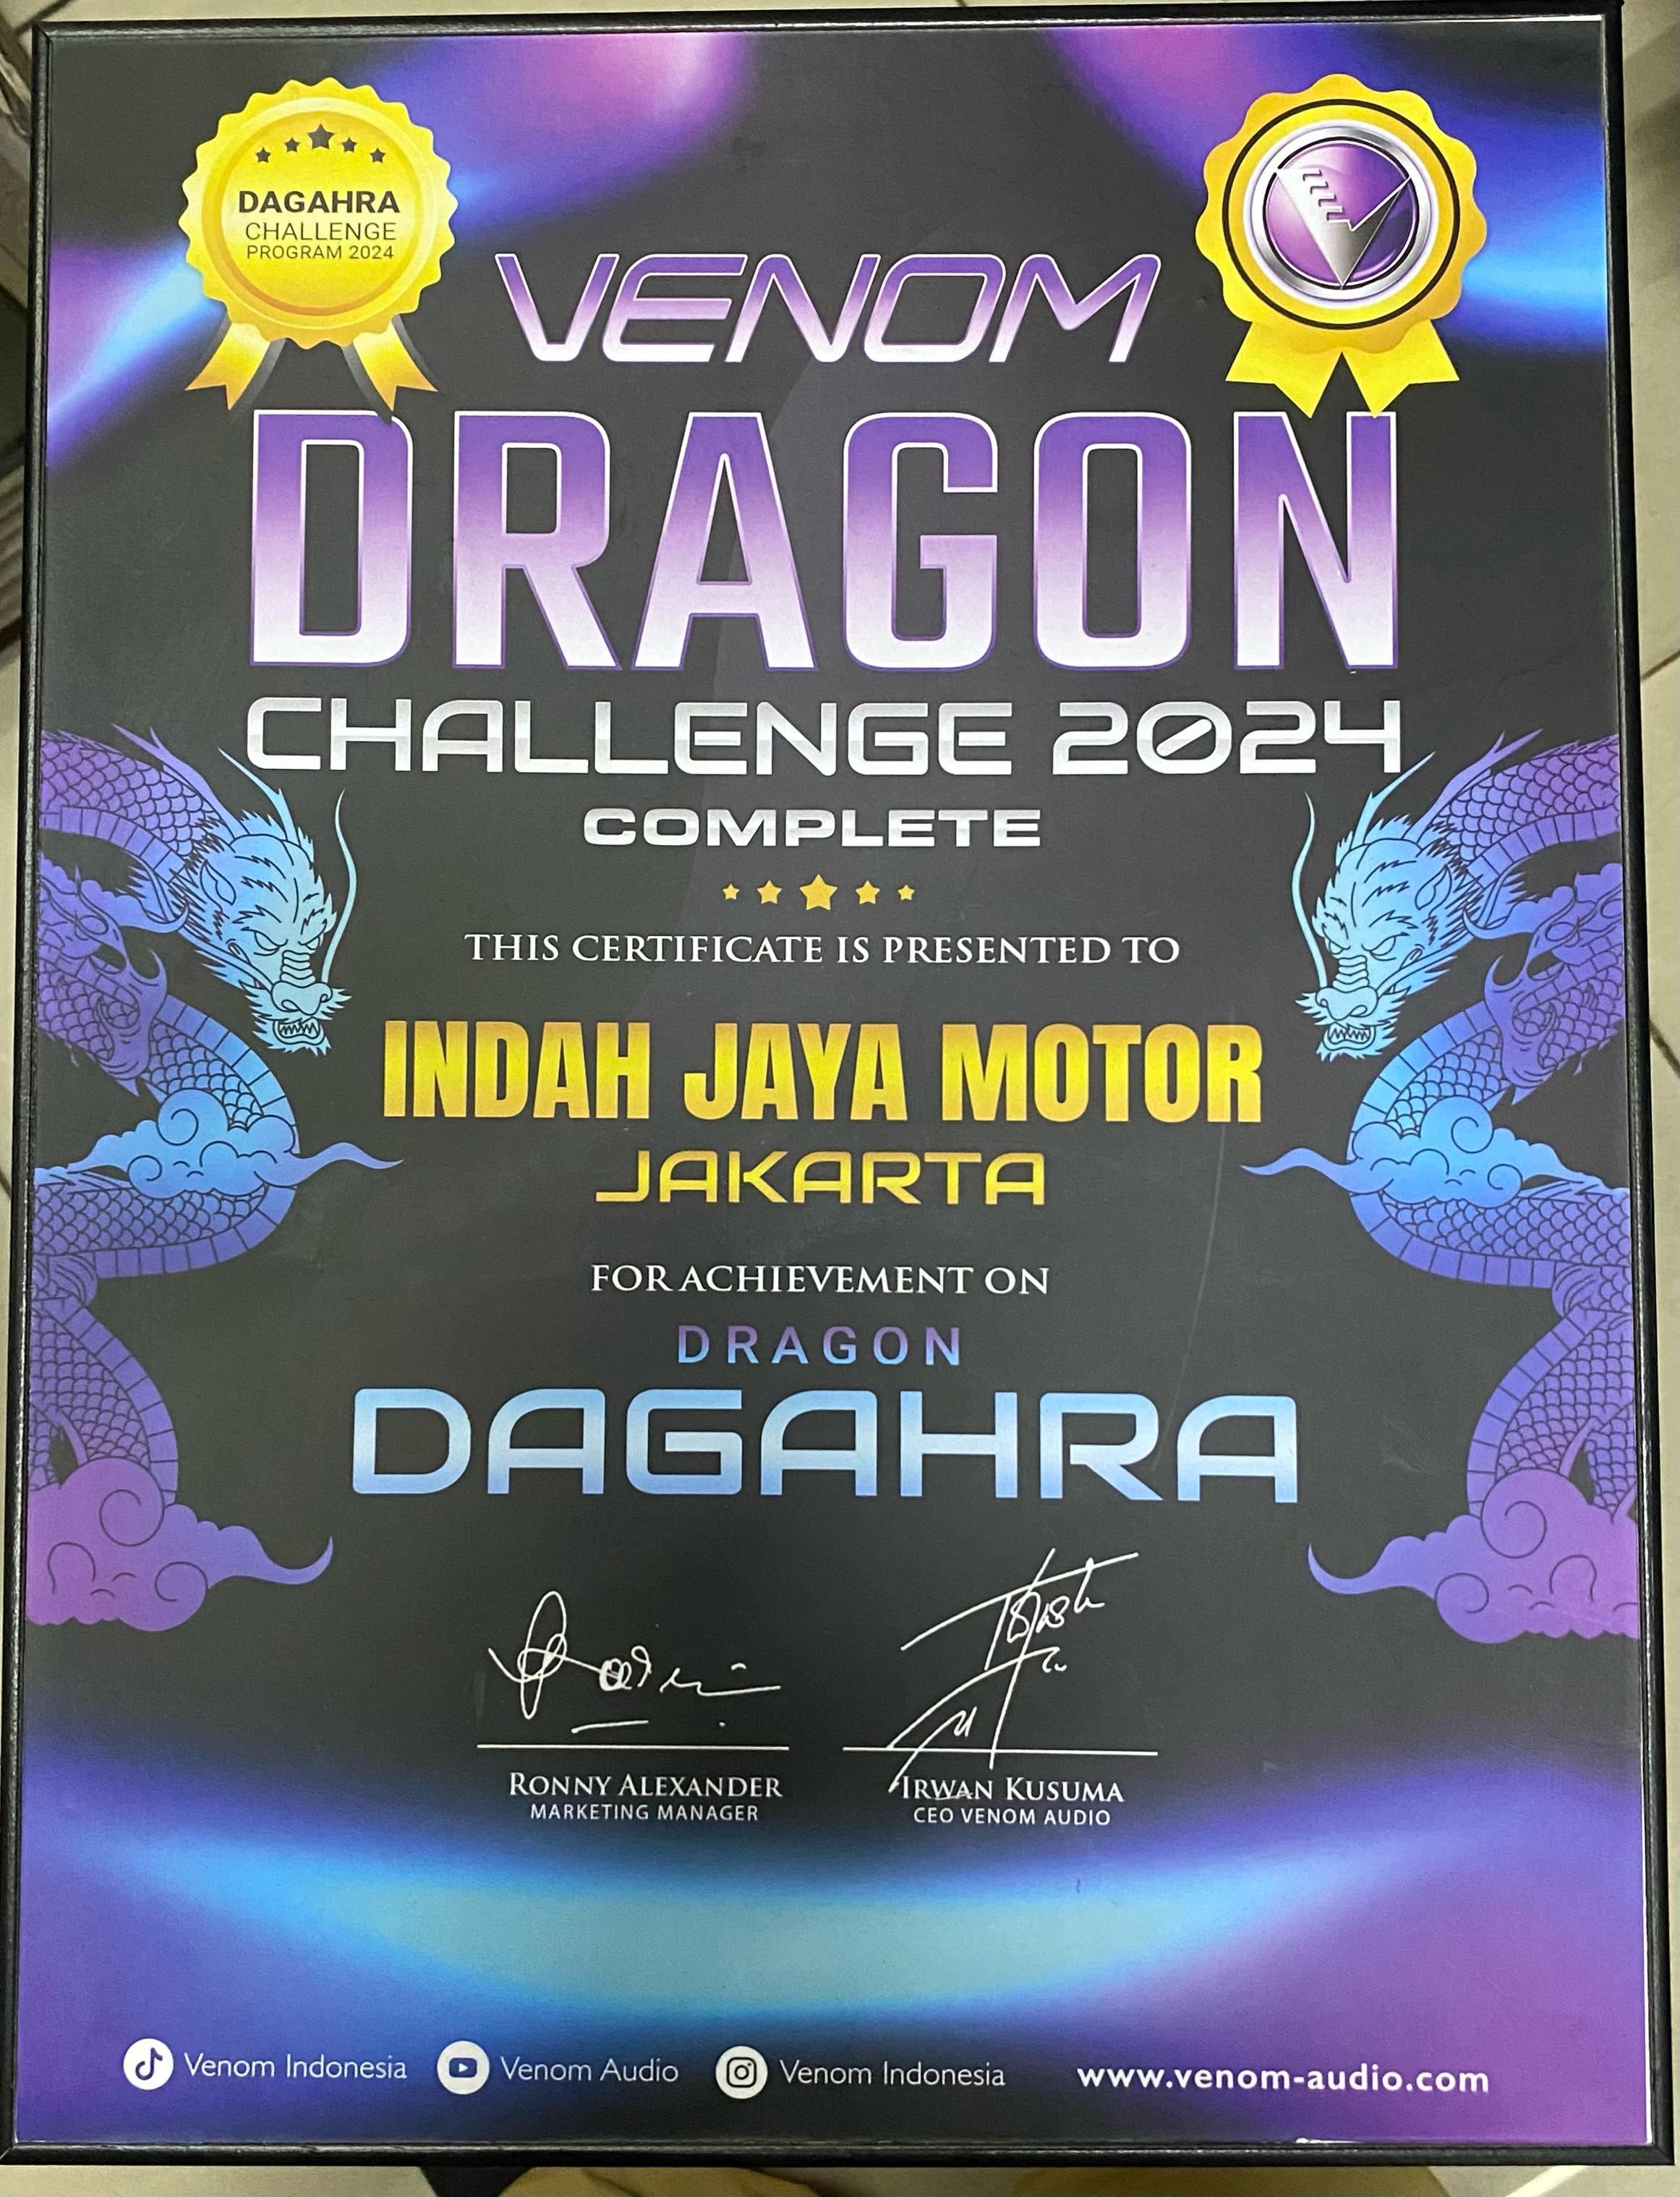 DAGAHRA
CHALLENGE
PROGRAM 2024
VENOM
DRAGON
CHALLENGE 2024
COMPLETE
THIS CERTIFICATE IS PRESENTED TO
INDAH JAYA MOTOR
JAKARTA
FOR ACHIEVEMENT ON
DRAGON
DAGAHRA
RONNY ALEXANDER
MARKETING MANAGER
IRWAN KUSUMA
CEO VENOM AUDIO
Venom Indonesia
Venom Audio
Venom Indonesia
www.venom-audio.com